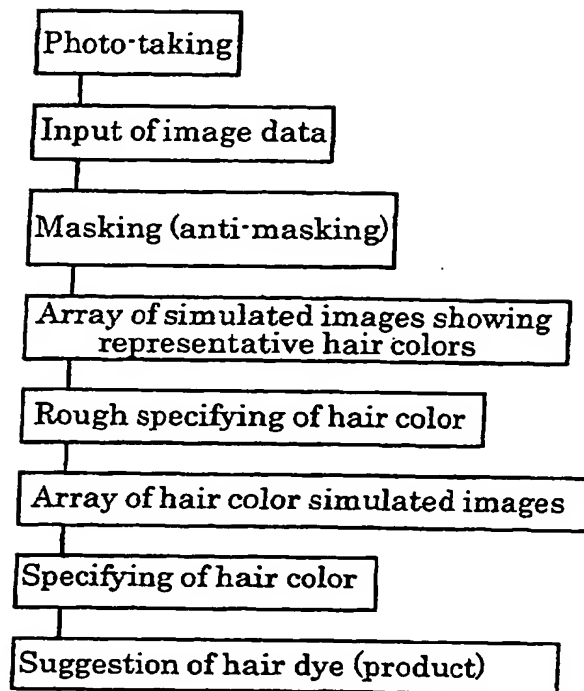 Photo-taking
Input of image data
Masking (anti-masking)
Array of simulated images showing
representative hair colors
Rough specifying of hair color
Array of hair color simulated images
Specifying of hair color
Suggestion of hair dye (product)